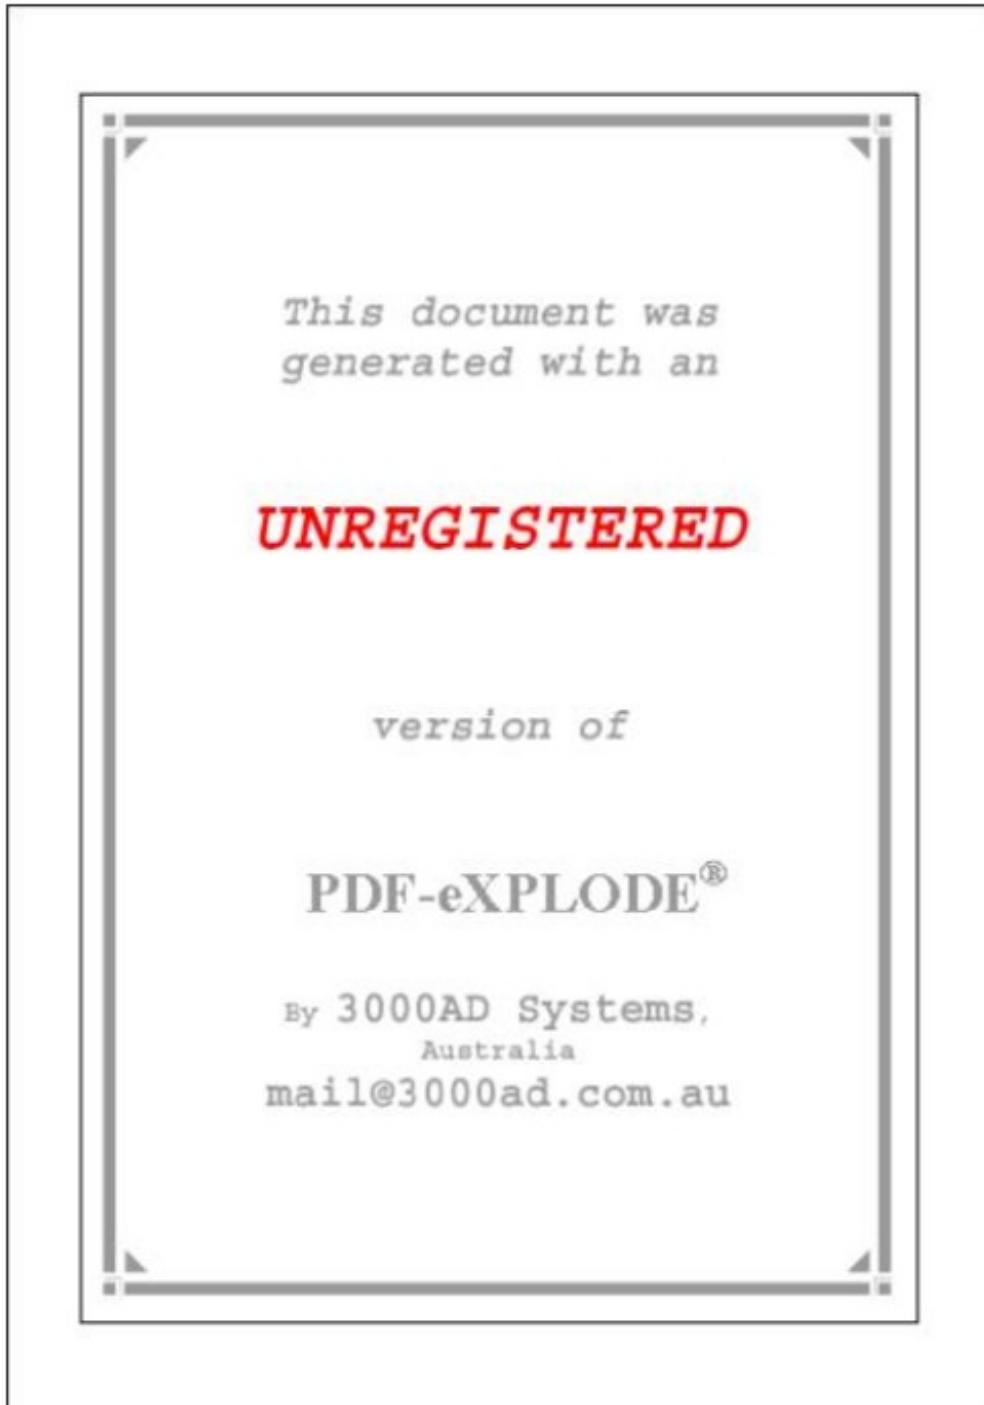 This document was
generated with an
UNREGISTERED
version of
PDF-eXPLODE®
By 3000AD Systems,
Australia
mail@3000ad.com.au